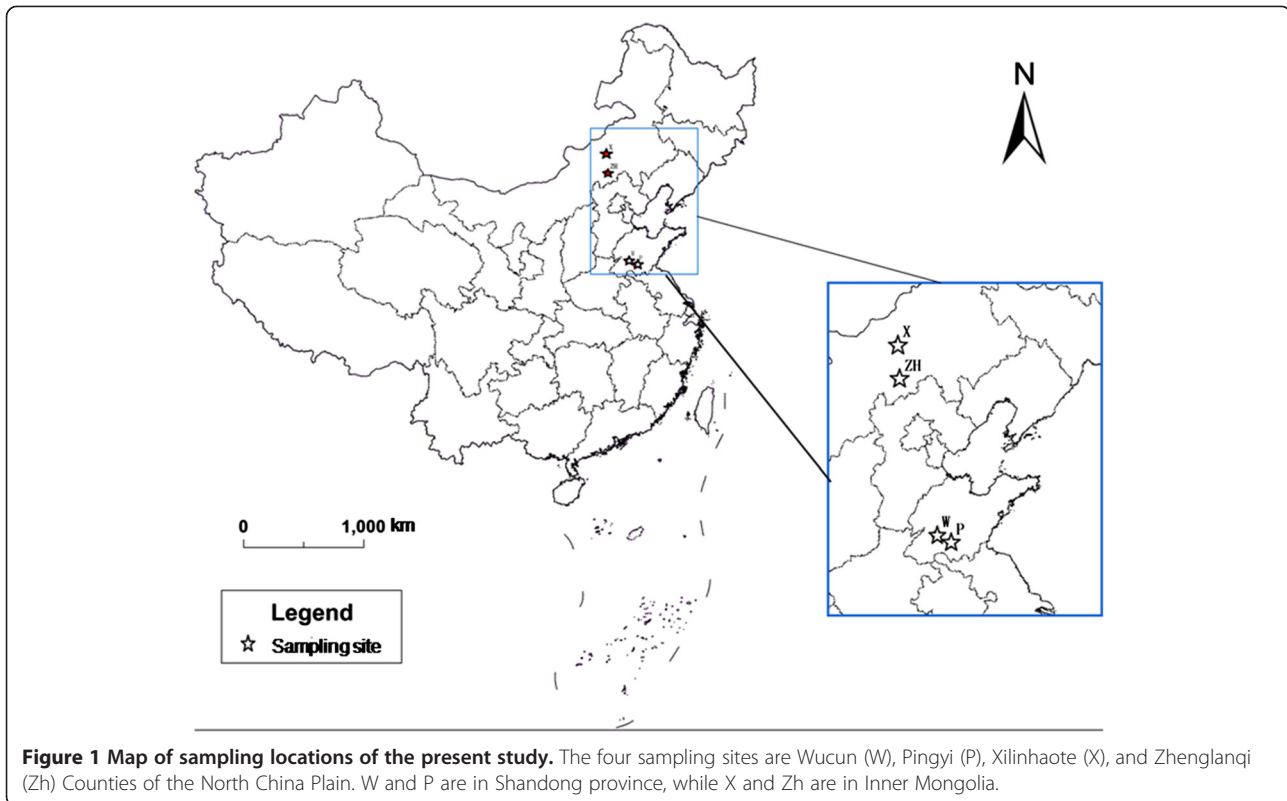 N
X
ZH
X
ZH
W
P
0 1,000 km
Legend
Sampling site
Figure 1 Map of sampling locations of the present study. The four sampling sites are Wucun (W), Pingyi (P), Xilinhaote (X), and Zhenglanqi
(Zh) Counties of the North China Plain. W and P are in Shandong province, while X and Zh are in Inner Mongolia.